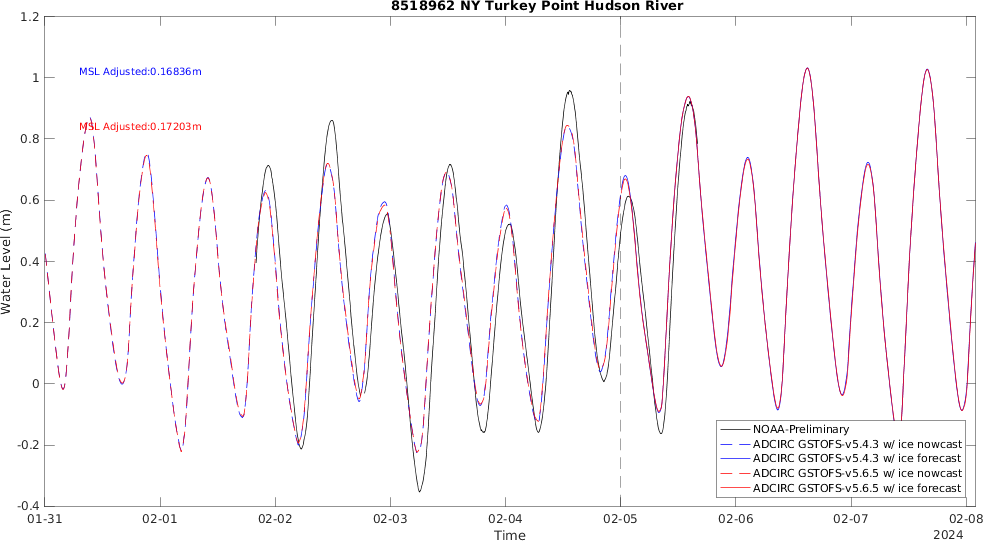 8518962 NY Turkey Point Hudson River
1.2
1
0.8
0.6
0.4
0.2
0
-0.2
-0.4
Water Level (m)
MSL Adjusted:0.16836m
MSL Adjusted:0.17203m
NOAA-Preliminary
ADCIRC GSTOFS-v5.4.3 w/ ice nowcast
ADCIRC GSTOFS-v5.4.3 w/ ice forecast
ADCIRC GSTOFS-v5.6.5 w/ ice nowcast
ADCIRC GSTOFS-v5.6.5 w/ ice forecast
01-31 02-01 02-02 02-03 02-04 02-05 02-06 02-07 02-08
Time
2024